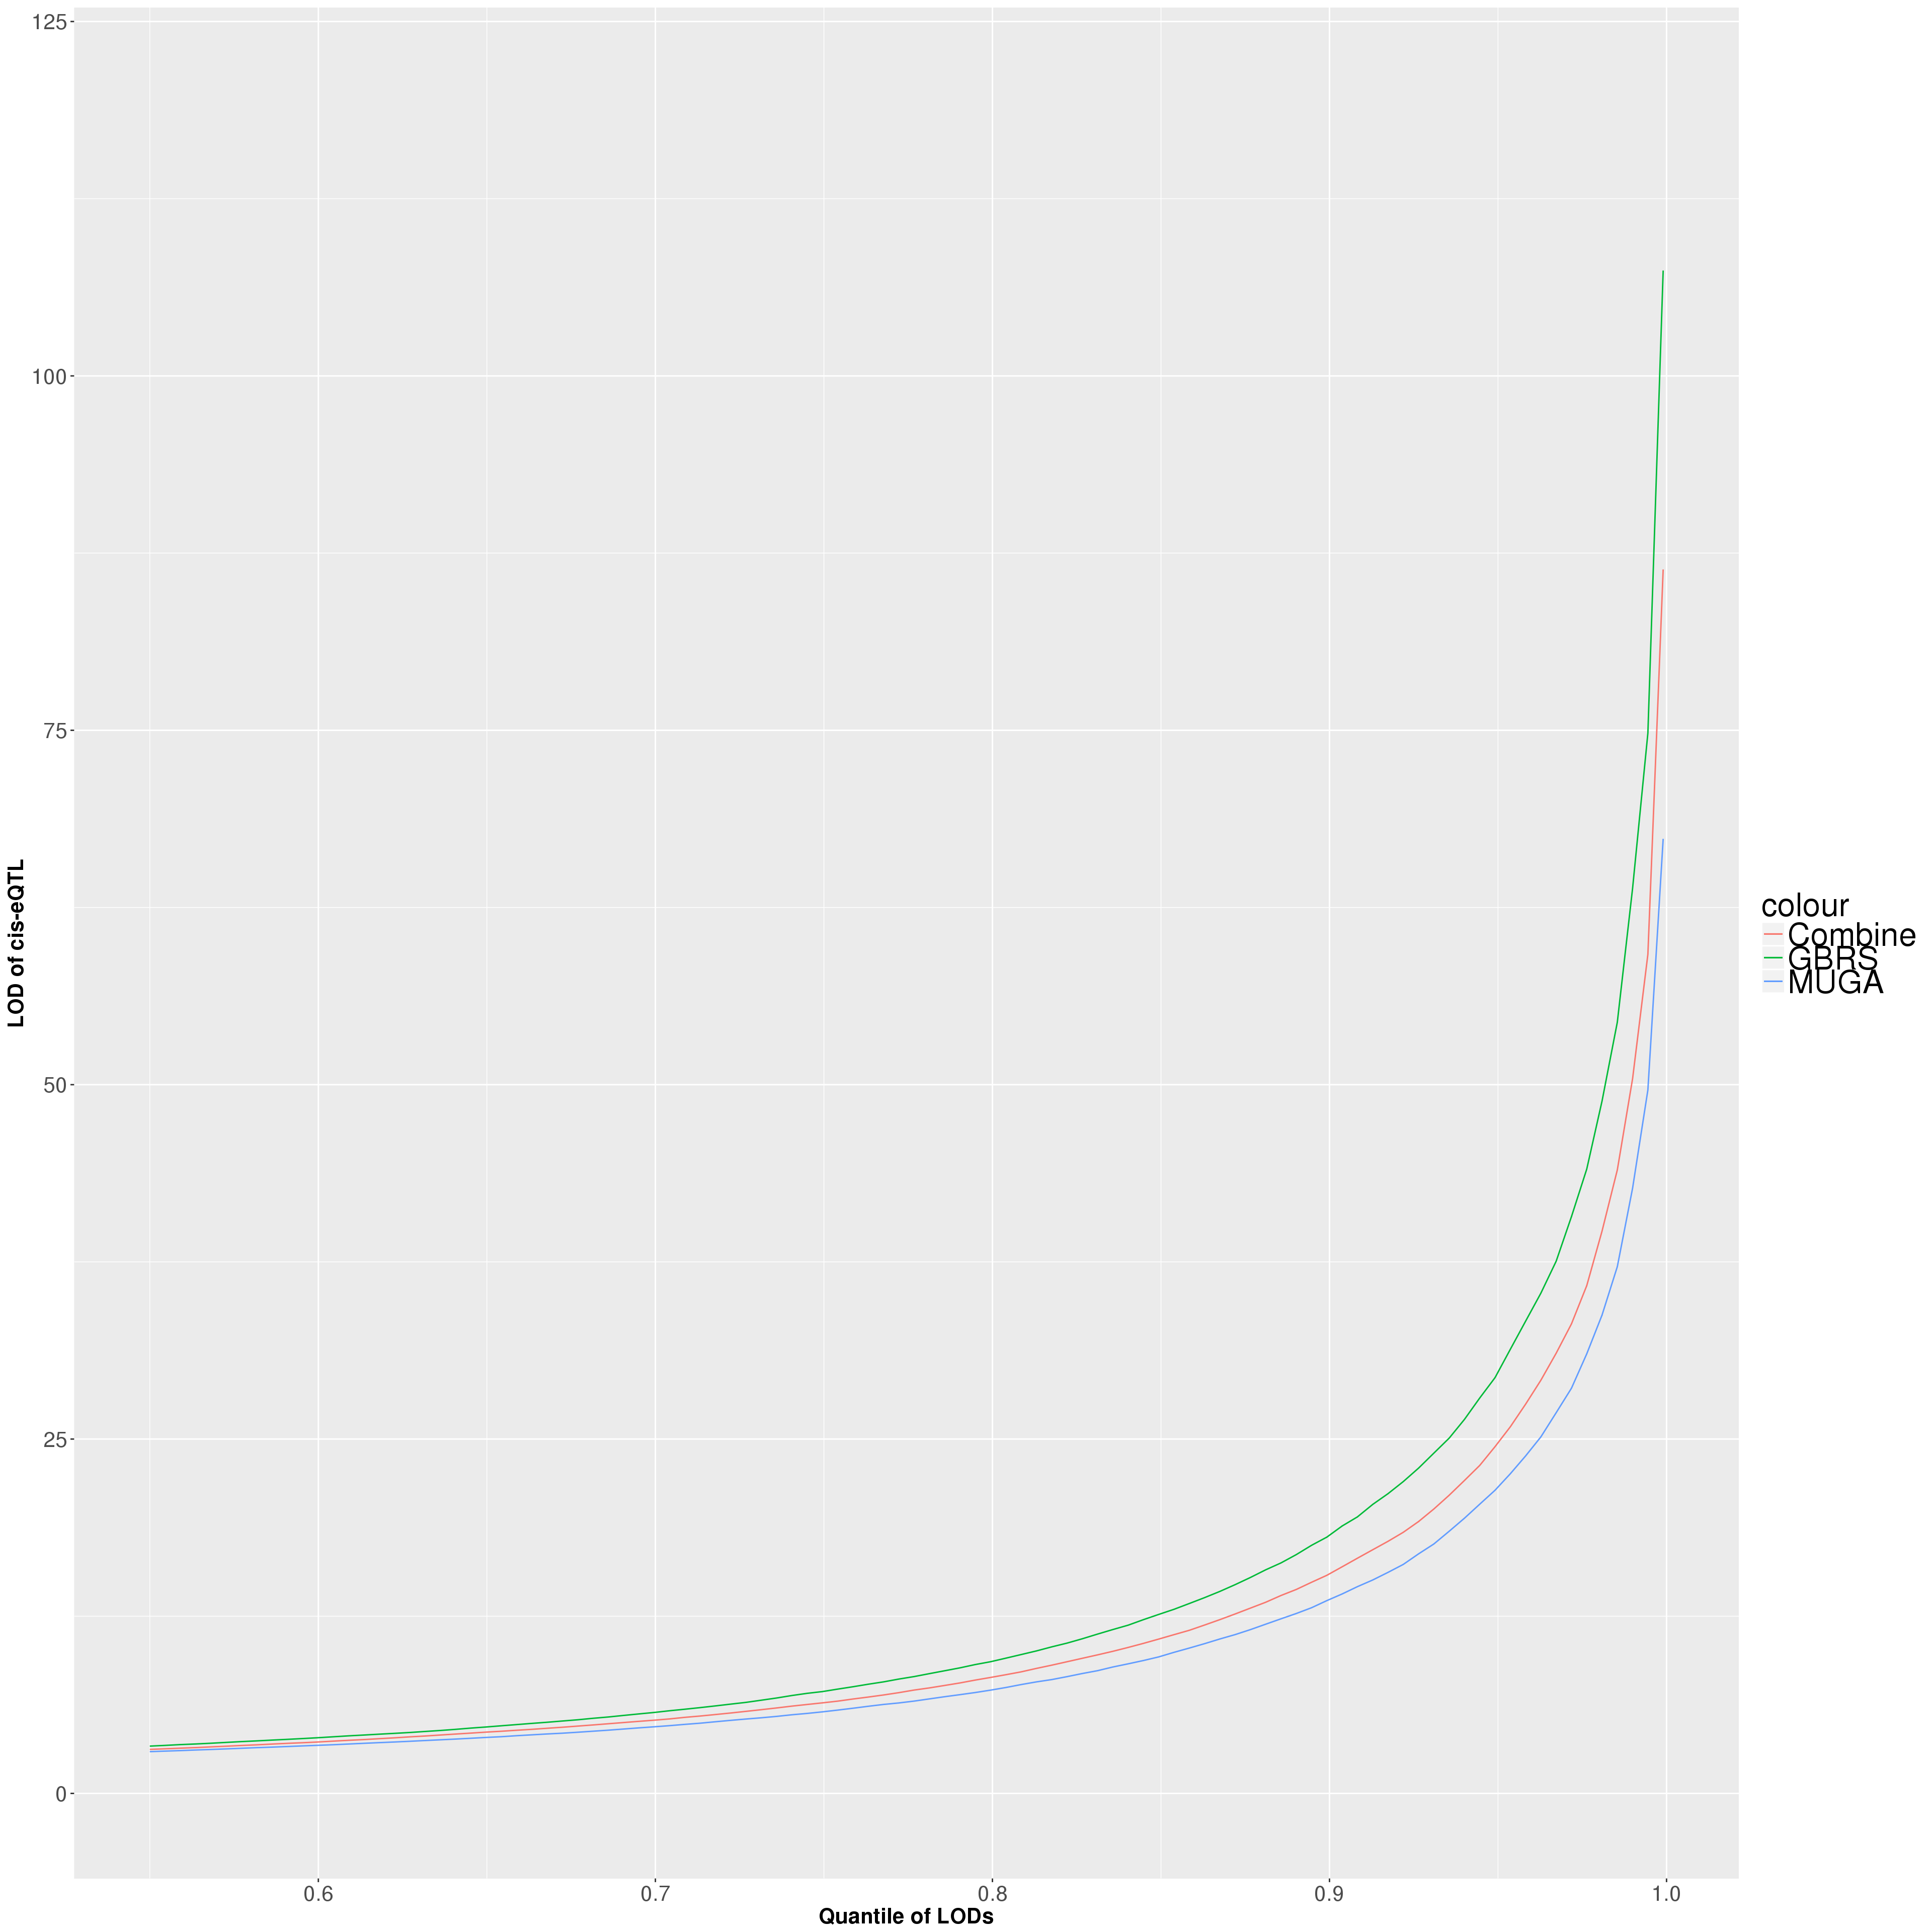 125
100
75
50
25
0
LOD of cis-eQTL
0.6 0.7 0.8 0.9 1.0
Quantile of LODs
colour
Combine
GBRS
MUGA